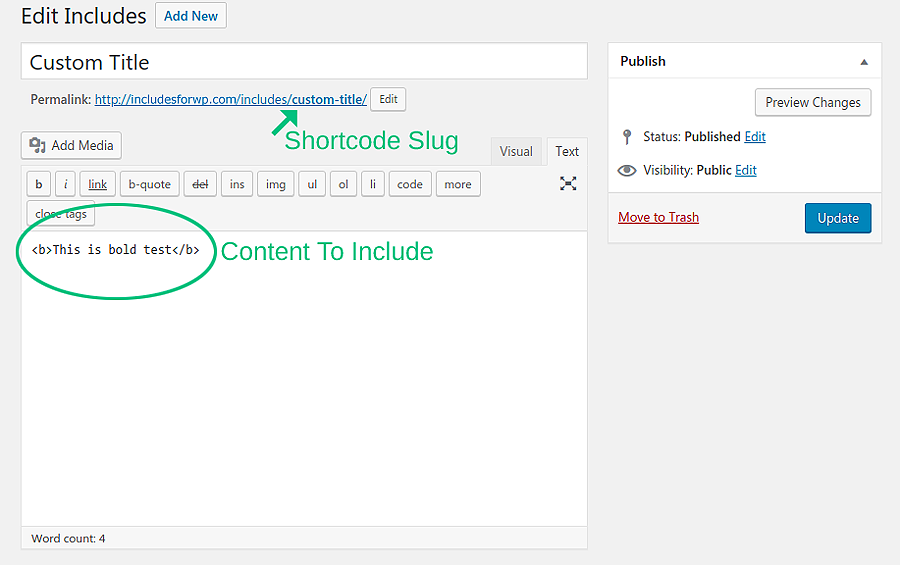 Edit Includes Add New
Custom Title
Permalink: http://includesforwp.com/includes/custom-title/ Edit
Shortcode Slug
Add Media
Visual Text
b i link b-quote del ins img ul ol li code more
close tags
<b>This is bold test</b>
Content To Include
Word count: 4
Publish
Preview Changes
Status: Published Edit
Visibility: Public Edit
Move to Trash Update